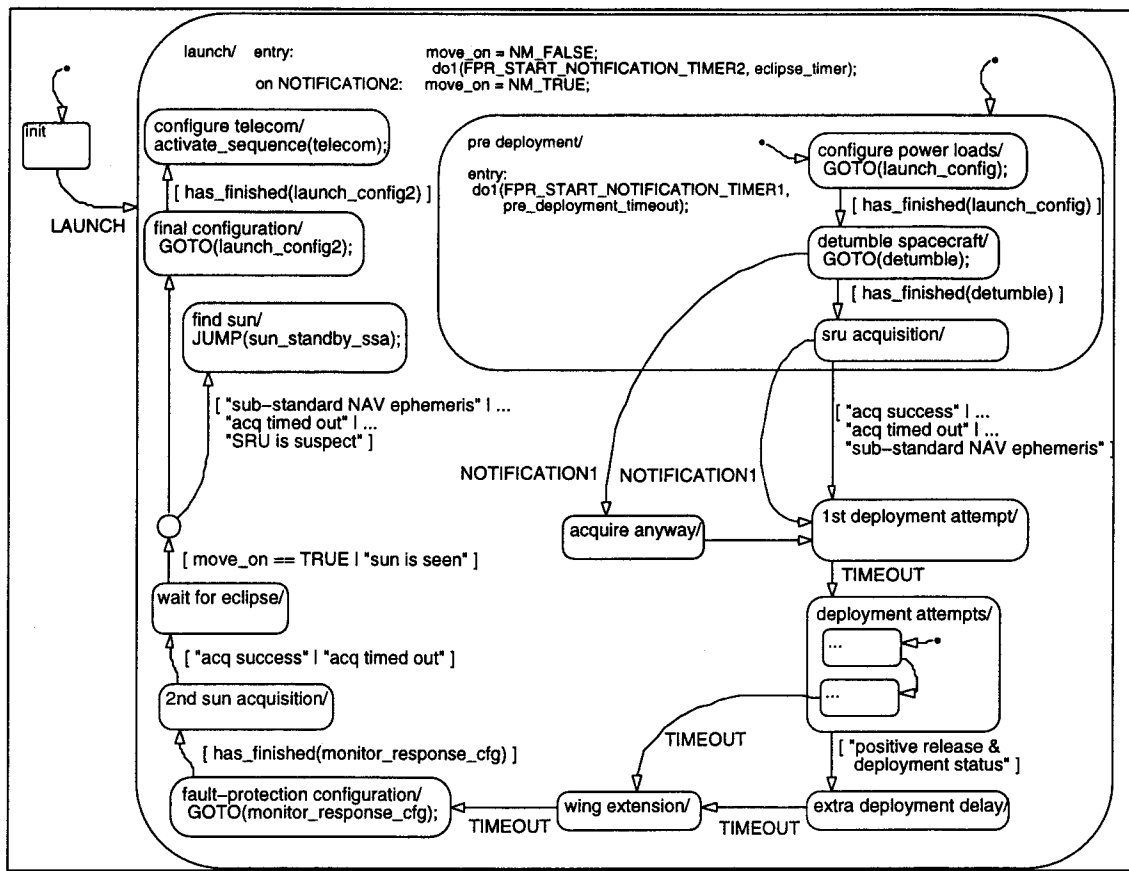 launch/ entry: move_on = NM_FALSE;
do1(FPR_START_NOTIFICATION_TIMER2, eclipse_timer);
on NOTIFICATION2: move_on = NM_TRUE;
init
LAUNCH
configure telecom/
activate_sequence(telecom);
[ has_finished(launch_config2) ]
final configuration/
GOTO(launch_config2);
find sun/
JUMP(sun_standby_ssa);
[ "sub-standard NAV ephemeris" | ...
"acq timed out" | ...
"SRU is suspect" ]
[ move_on == TRUE | "sun is seen" ]
wait for eclipse/
[ "acq success" | "acq timed out" ]
2nd sun acquisition/
[ has_finished(monitor_response_cfg) ]
fault-protection configuration/
GOTO(monitor_response_cfg);
pre deployment/
entry:
do1(FPR_START_NOTIFICATION_TIMER1,
pre_deployment_timeout);
configure power loads/
GOTO(launch_config);
[ has_finished(launch_config) ]
detumble spacecraft/
GOTO(detumble);
[ has_finished(detumble) ]
sru acquisition/
[ "acq success" | ...
"acq timed out" | ...
"sub-standard NAV ephemeris" ]
NOTIFICATION1
NOTIFICATION1
acquire anyway/
1st deployment attempt/
TIMEOUT
deployment attempts/
...
...
TIMEOUT
[ "positive release &
deployment status" ]
wing extension/
extra deployment delay/
TIMEOUT
TIMEOUT